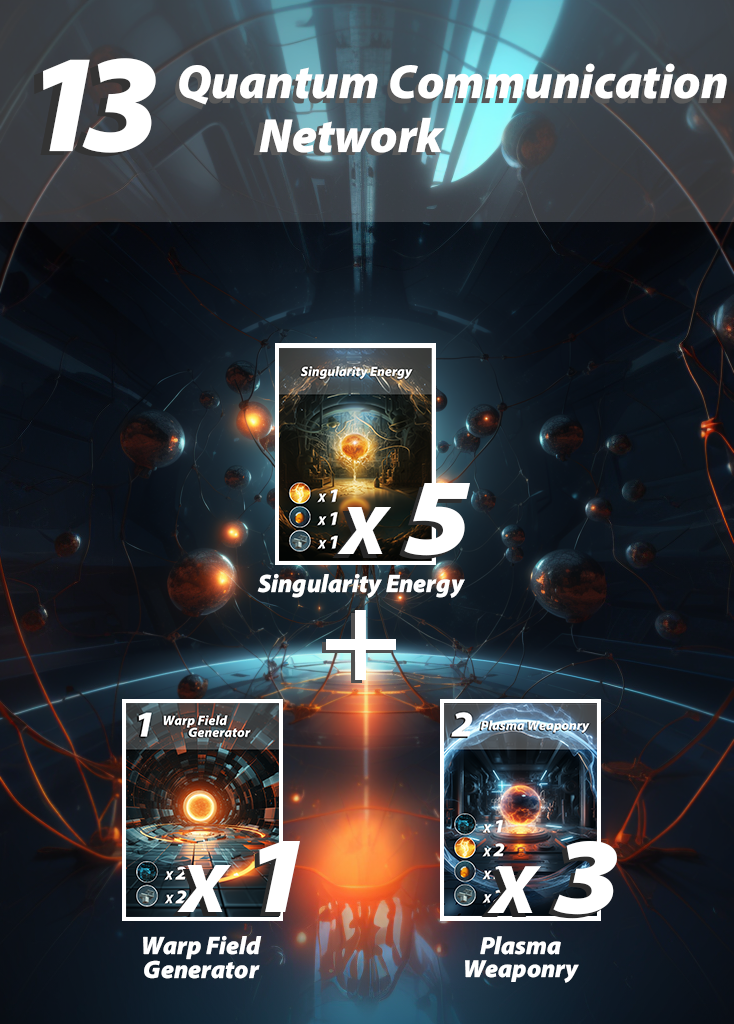 13
Quantum Communication
Network
Singularity Energy
x 1
x 1
x 1
x 5
Singularity Energy
+
1
Warp Field
Generator
x 2
x 2
x 1
Warp Field
Generator
2
Plasma Weaponry
x 1
x 2
x
x
x 3
Plasma
Weaponry